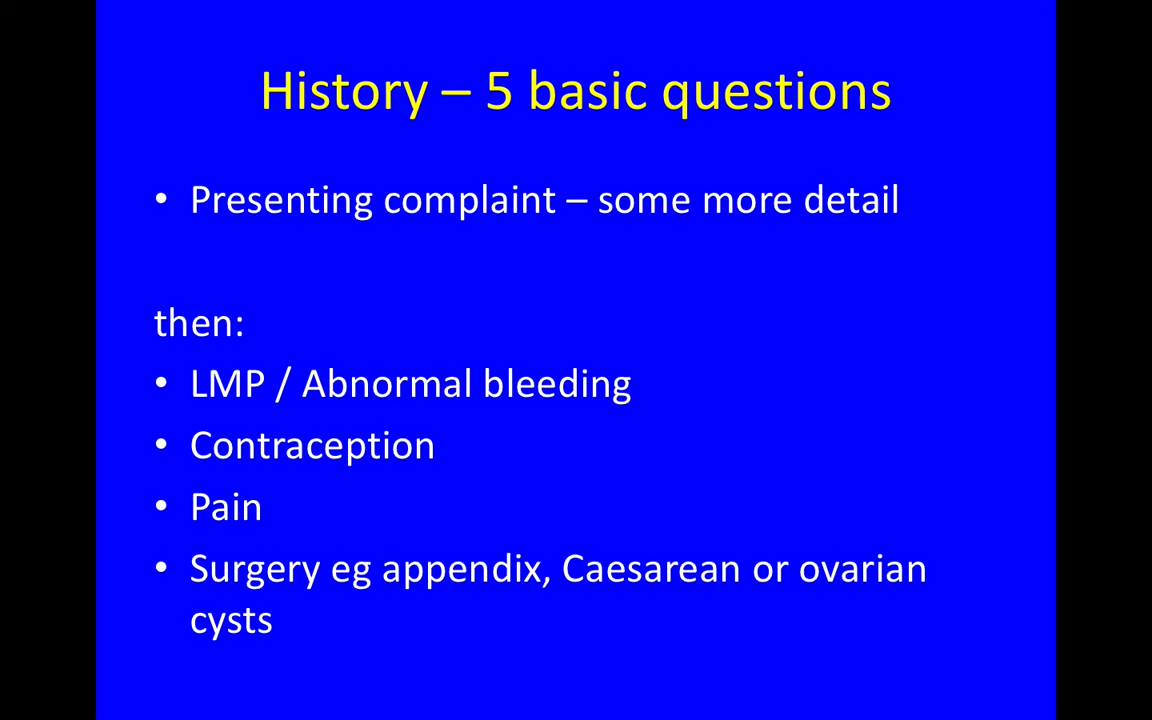 History – 5 basic questions
• Presenting complaint – some more detail
then:
• LMP / Abnormal bleeding
• Contraception
• Pain
• Surgery eg appendix, Caesarean or ovarian
cysts